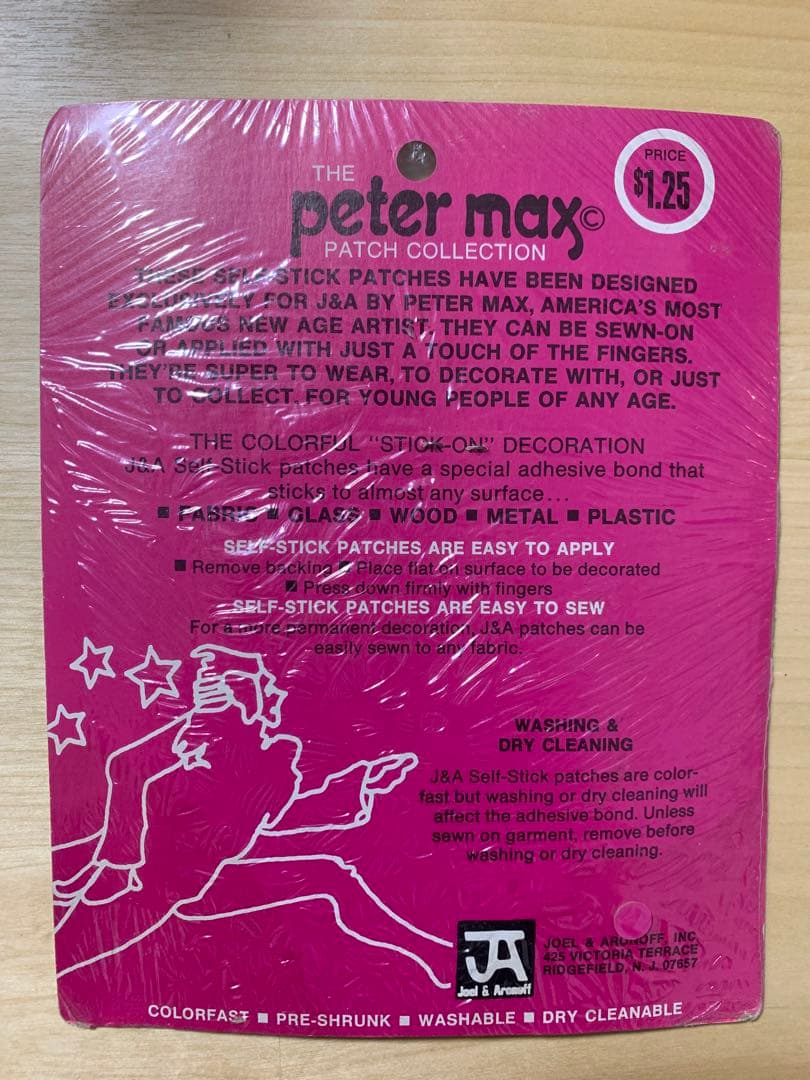 THE
peter max©
PATCH COLLECTION
PRICE
$1.25
THESE SELF-STICK PATCHES HAVE BEEN DESIGNED
EXCLUSIVELY FOR J&A BY PETER MAX, AMERICA'S MOST
FAMOUS NEW AGE ARTIST. THEY CAN BE SEWN-ON
OR APPLIED WITH JUST A TOUCH OF THE FINGERS.
THEY'RE SUPER TO WEAR, TO DECORATE WITH, OR JUST
TO COLLECT. FOR YOUNG PEOPLE OF ANY AGE.
THE COLORFUL "STICK-ON" DECORATION
J&A Self-Stick patches have a special adhesive bond that
sticks to almost any surface...
■ FABRIC ■ GLASS ■ WOOD ■ METAL ■ PLASTIC
SELF-STICK PATCHES ARE EASY TO APPLY
■ Remove backing ■ Place flat on surface to be decorated
■ Press down firmly with fingers
SELF-STICK PATCHES ARE EASY TO SEW
For a more permanent decoration, J&A patches can be
easily sewn to any fabric.
WASHING &
DRY CLEANING
J&A Self-Stick patches are color-
fast but washing or dry cleaning will
affect the adhesive bond. Unless
sewn on garment, remove before
washing or dry cleaning.
JA
Joel & Aronoff
JOEL & ARONOFF, INC.
425 VICTORIA TERRACE
RIDGEFIELD, N. J. 07657
COLORFAST ■ PRE-SHRUNK ■ WASHABLE ■ DRY CLEANABLE